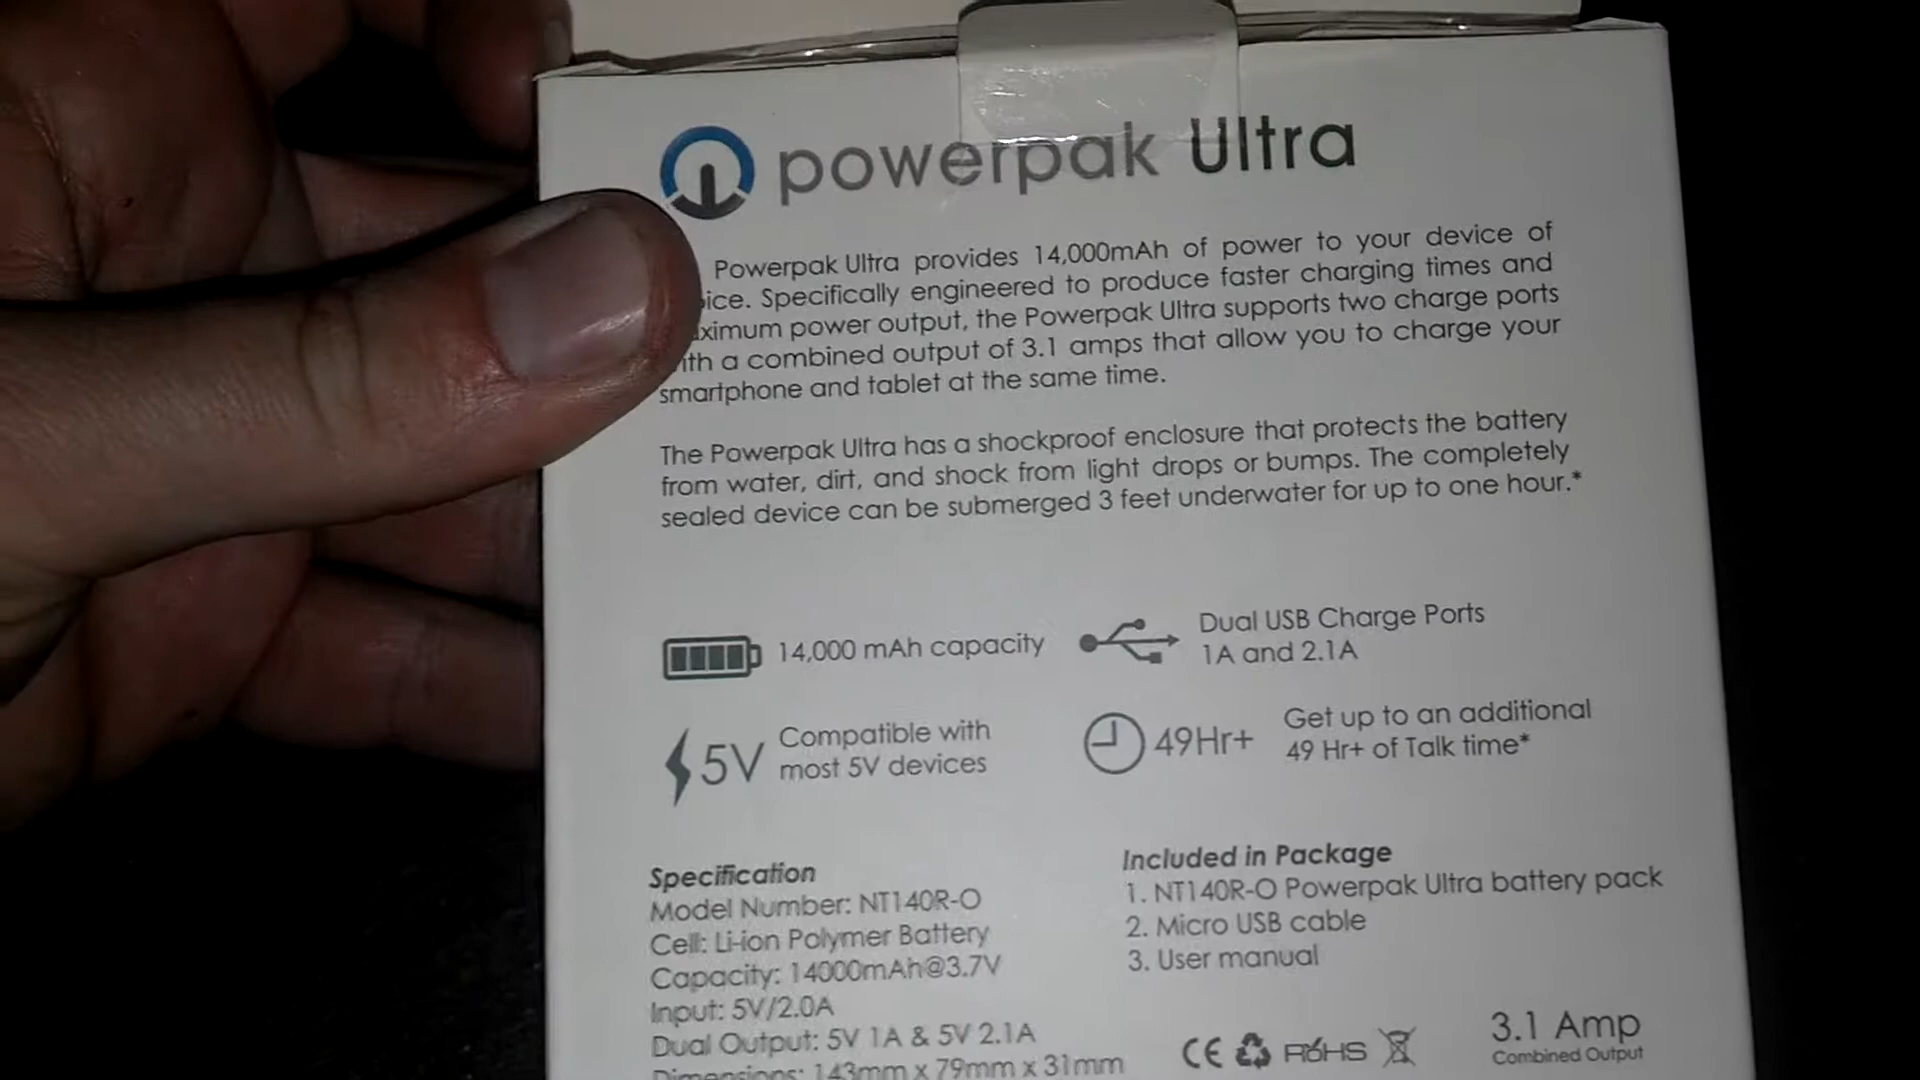 powerpak Ultra
Powerpak Ultra provides 14,000mAh of power to your device of
Specifically engineered to produce faster charging times and
power output, the Powerpak Ultra supports two charge ports
a combined output of 3.1 amps that allow you to charge your
smartphone and tablet at the same time.
The Powerpak Ultra has a shockproof enclosure that protects the battery
from water, dirt, and shock from light drops or bumps. The completely
sealed device can be submerged 3 feet underwater for up to one hour.*
14,000 mAh capacity
Dual USB Charge Ports
1A and 2.1A
5V
Compatible with
most 5V devices
49Hr+
Get up to an additional
49 Hr+ of Talk time*
Specification
Model Number: NT140R-O
Cell: Li-ion Polymer Battery
Capacity: 14000mAh@3.7V
Input: 5V/2.0A
Dual Output: 5V 1A & 5V 2.1A
Dimensions: 143mm x 79mm x 31mm
Included in Package
1. NT140R-O Powerpak Ultra battery pack
2. Micro USB cable
3. User manual
CE RoHS
3.1 Amp
Combined Output